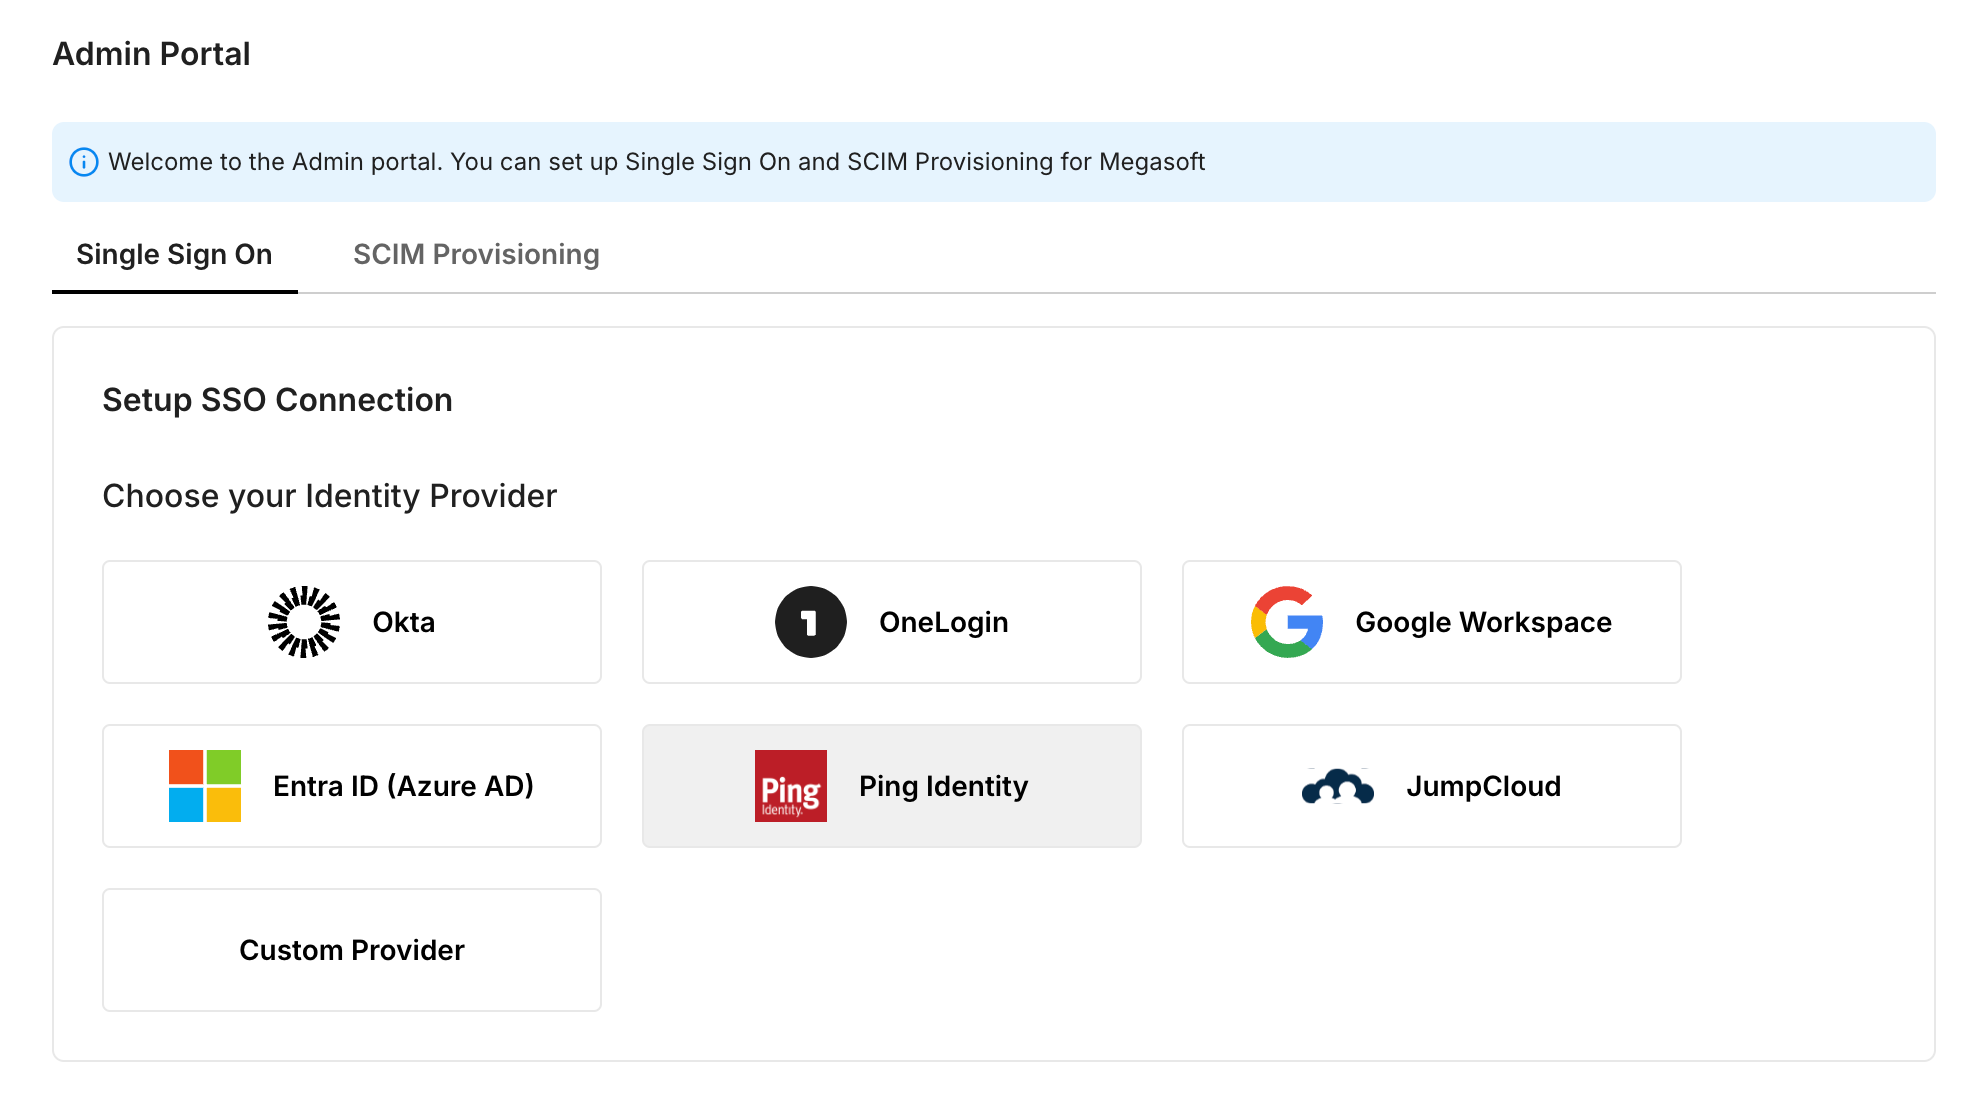 Admin Portal
Welcome to the Admin portal. You can set up Single Sign On and SCIM Provisioning for Megasoft
Single Sign On
SCIM Provisioning
Setup SSO Connection
Choose your Identity Provider
Okta
1
OneLogin
Google Workspace
Entra ID (Azure AD)
Ping
Identity.
Ping Identity
JumpCloud
Custom Provider